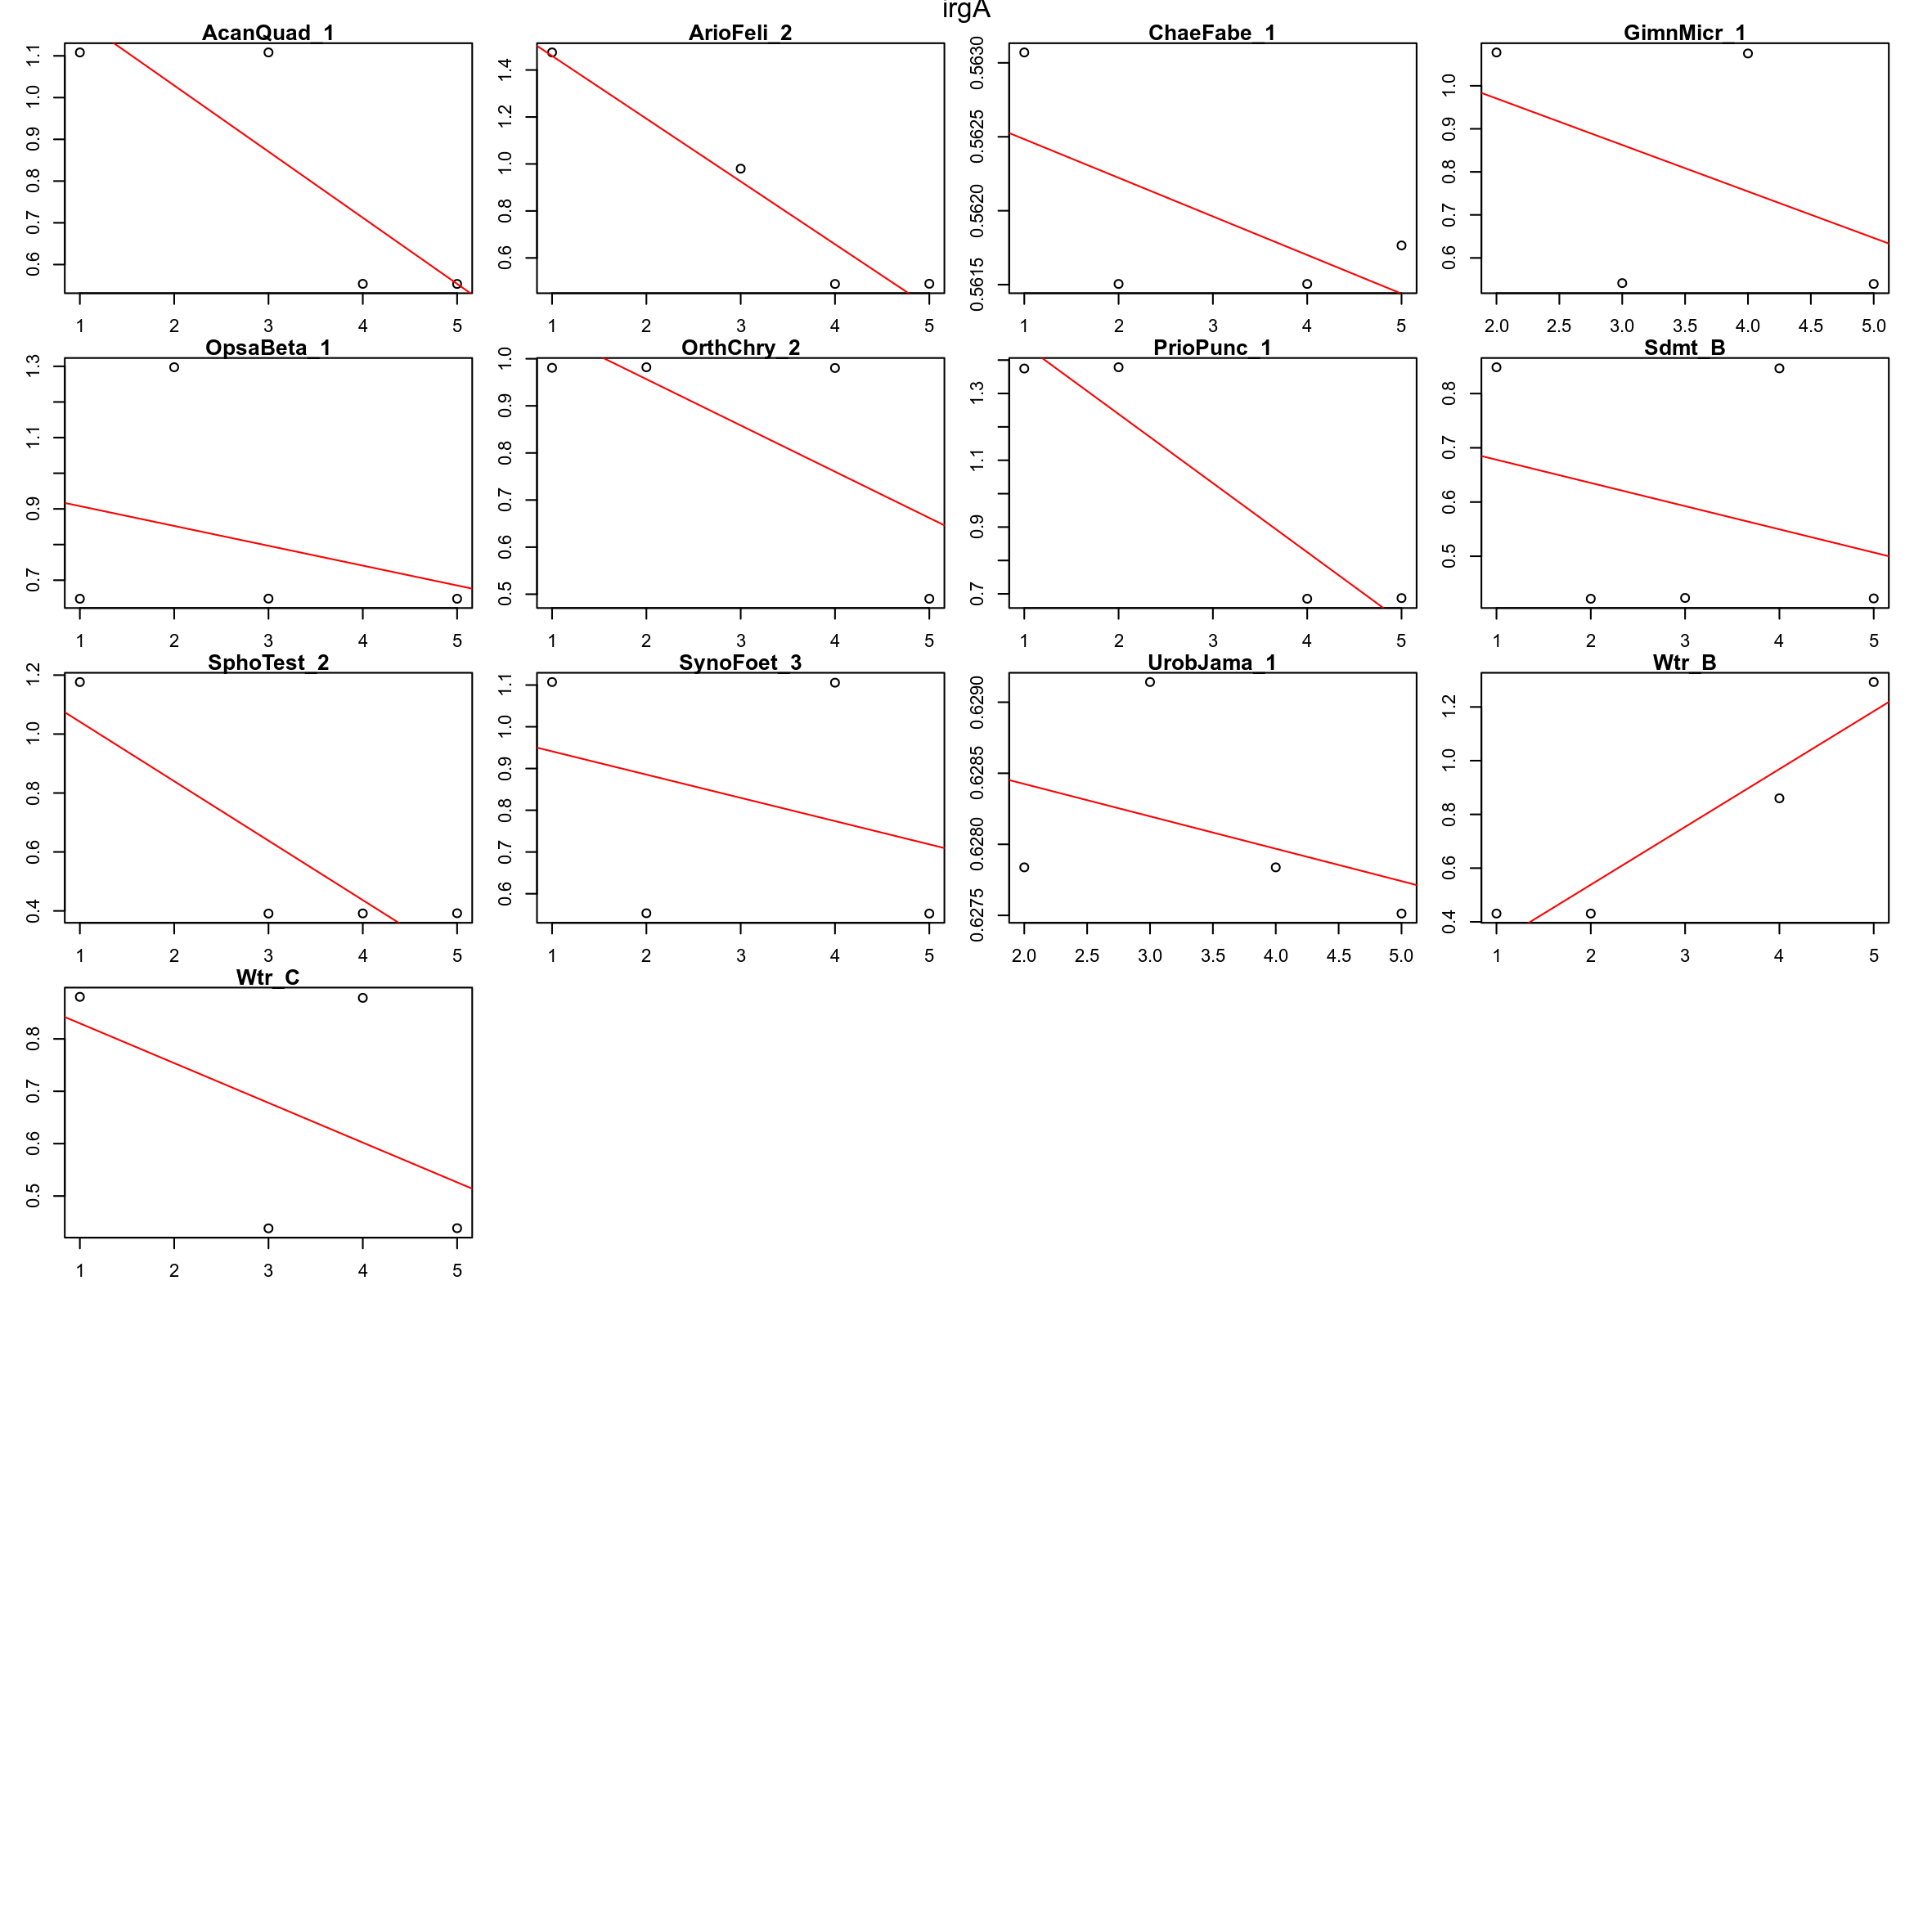 irgA
AcanQuad_1 ArioFeli_2 ChaeFabe_1 GimnMicr_1
1.1 1.0 0.9 0.8 0.7 0.6
1 2 3 4 5
1.4 1.2 1.0 0.8 0.6
1 2 3 4 5
0.5630 0.5625 0.5620 0.5615
1 2 3 4 5
1.0 0.9 0.8 0.7 0.6
2.0 2.5 3.0 3.5 4.0 4.5 5.0
OpsaBeta_1 OrthChry_2 PrioPunc_1 Sdmt_B
1.3 1.1 0.9 0.7
1 2 3 4 5
1.0 0.9 0.8 0.7 0.6 0.5
1 2 3 4 5
1.3 1.1 0.9 0.7
1 2 3 4 5
0.8 0.7 0.6 0.5
1 2 3 4 5
SphoTest_2 SynoFoet_3 UrobJama_1 Wtr_B
1.2 1.0 0.8 0.6 0.4
1 2 3 4 5
1.1 1.0 0.9 0.8 0.7 0.6
1 2 3 4 5
0.6290 0.6285 0.6280 0.6275
2.0 2.5 3.0 3.5 4.0 4.5 5.0
1.2 1.0 0.8 0.6 0.4
1 2 3 4 5
Wtr_C
0.8 0.7 0.6 0.5
1 2 3 4 5